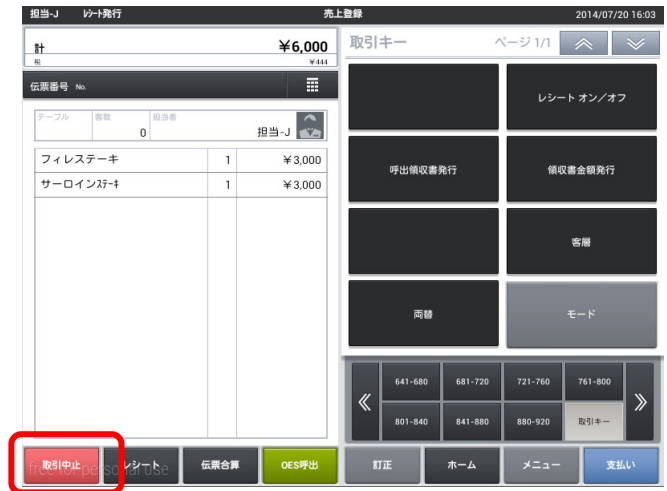 担当-J ﾚｼｰﾄ発行 売上登録 2014/07/20 16:03
計 ¥6,000
税 ¥444
伝票番号 No.
テーブル 客数 担当者
0 担当-J
フィレステーキ 1 ¥3,000
サーロインｽﾃｰｷ 1 ¥3,000
取引キー ページ 1/1
レシート オン／オフ
呼出領収書発行 領収書金額発行
客層
両替 モード
641-680 681-720 721-760 761-800
801-840 841-880 880-920 取引キー
取引中止 レシート 伝票合算 OES呼出 訂正 ホーム メニュー 支払い
free for personal use